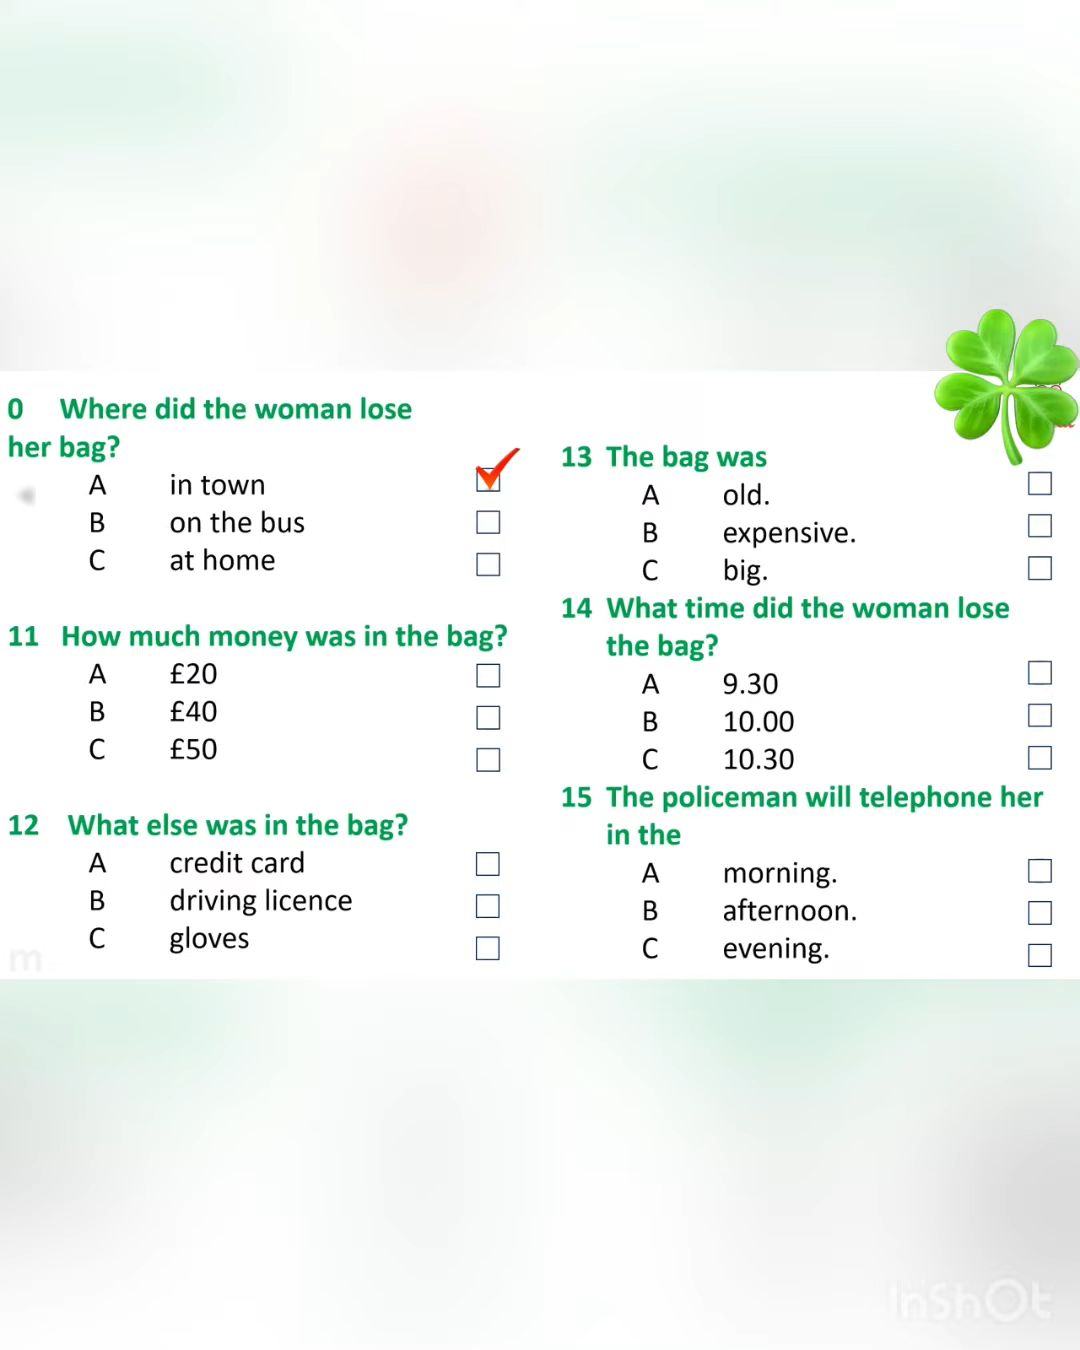 0 Where did the woman lose
her bag?
A in town
B on the bus
C at home
11 How much money was in the bag?
A £20
B £40
C £50
12 What else was in the bag?
A credit card
B driving licence
C gloves
m
13 The bag was
A old.
B expensive.
C big.
14 What time did the woman lose
the bag?
A 9.30
B 10.00
C 10.30
15 The policeman will telephone her
in the
A morning.
B afternoon.
C evening.
InShOt